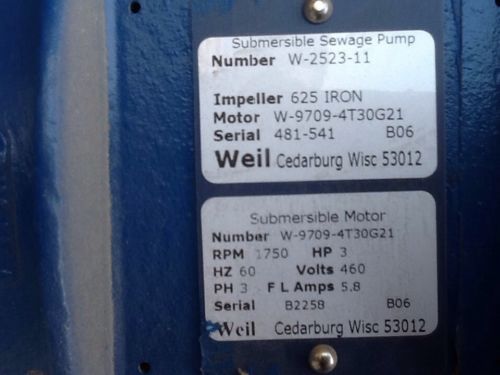 Submersible Sewage Pump
Number W-2523-11
Impeller 625 IRON
Motor W-9709-4T30G21
Serial 481-541 B06
Weil Cedarburg Wisc 53012
Submersible Motor
Number W-9709-4T30G21
RPM 1750 HP 3
HZ 60 Volts 460
PH 3 F L Amps 5.8
Serial B2258 B06
Weil Cedarburg Wisc 53012